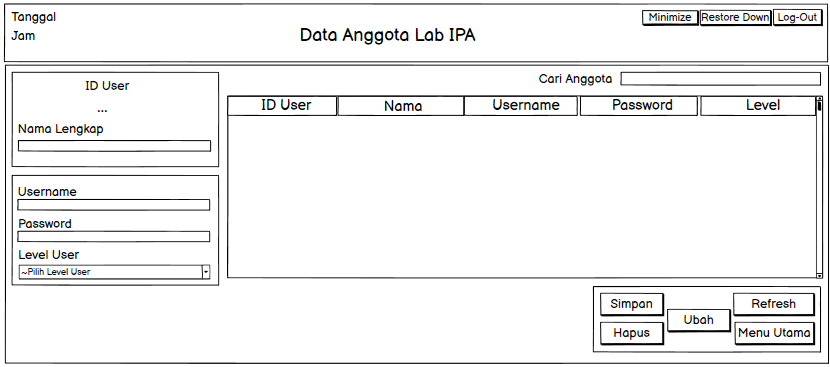 Tanggal
Jam
Data Anggota Lab IPA
Minimize
Restore Down
Log-Out
ID User
...
Nama Lengkap
Username
Password
Level User
~Pilih Level User
Cari Anggota
ID User
Nama
Username
Password
Level
Simpan
Hapus
Ubah
Refresh
Menu Utama